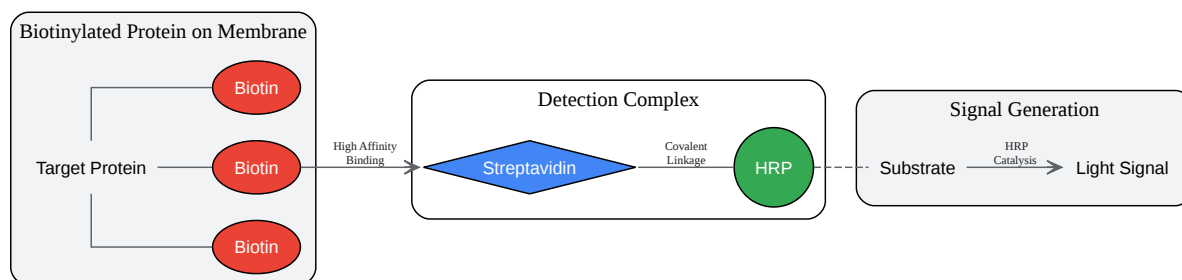 Biotinylated Protein on Membrane
Biotin
Target Protein
Biotin
Biotin
High Affinity
Binding
Detection Complex
Streptavidin
Covalent
Linkage
HRP
Signal Generation
Substrate
HRP
Catalysis
Light Signal